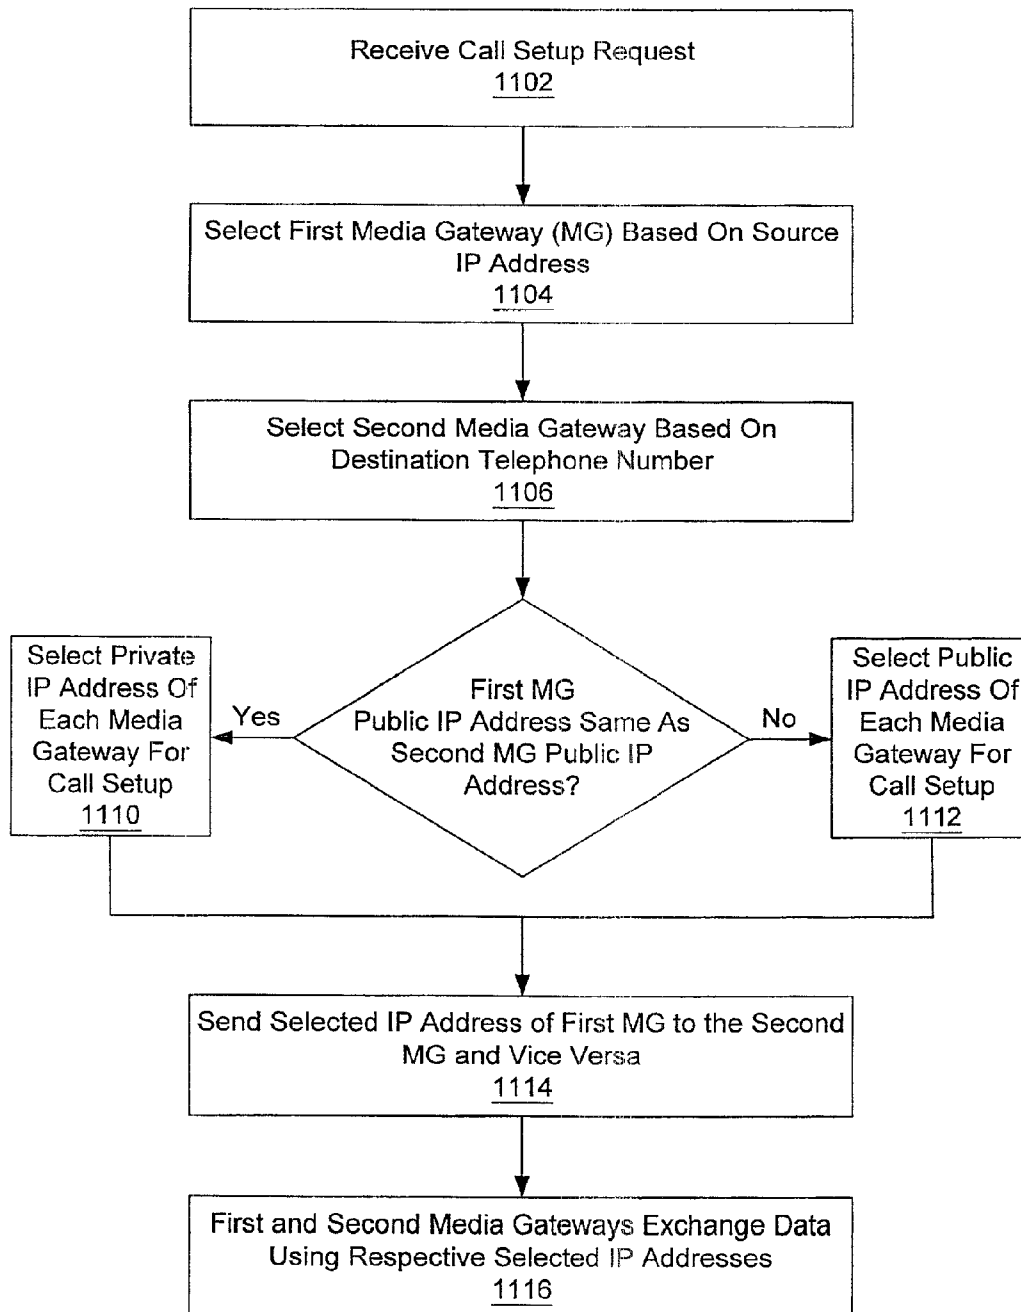 Receive Call Setup Request
1102
Select First Media Gateway (MG) Based On Source
IP Address
1104
Select Second Media Gateway Based On
Destination Telephone Number
1106
First MG
Public IP Address Same As
Second MG Public IP
Address?
Yes
No
Select Private
IP Address Of
Each Media
Gateway For
Call Setup
1110
Select Public
IP Address Of
Each Media
Gateway For
Call Setup
1112
Send Selected IP Address of First MG to the Second
MG and Vice Versa
1114
First and Second Media Gateways Exchange Data
Using Respective Selected IP Addresses
1116